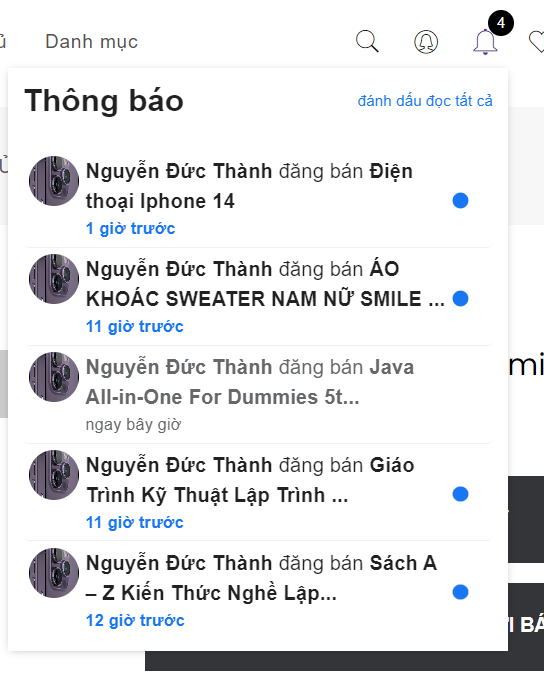 Danh mục
4
Thông báo
đánh dấu đọc tất cả
Nguyễn Đức Thành đăng bán Điện
thoại Iphone 14
1 giờ trước
Nguyễn Đức Thành đăng bán ÁO
KHOÁC SWEATER NAM NỮ SMILE ...
11 giờ trước
Nguyễn Đức Thành đăng bán Java
All-in-One For Dummies 5t...
ngay bây giờ
mi
Nguyễn Đức Thành đăng bán Giáo
Trình Kỹ Thuật Lập Trình ...
11 giờ trước
Nguyễn Đức Thành đăng bán Sách A
– Z Kiến Thức Nghề Lập...
12 giờ trước